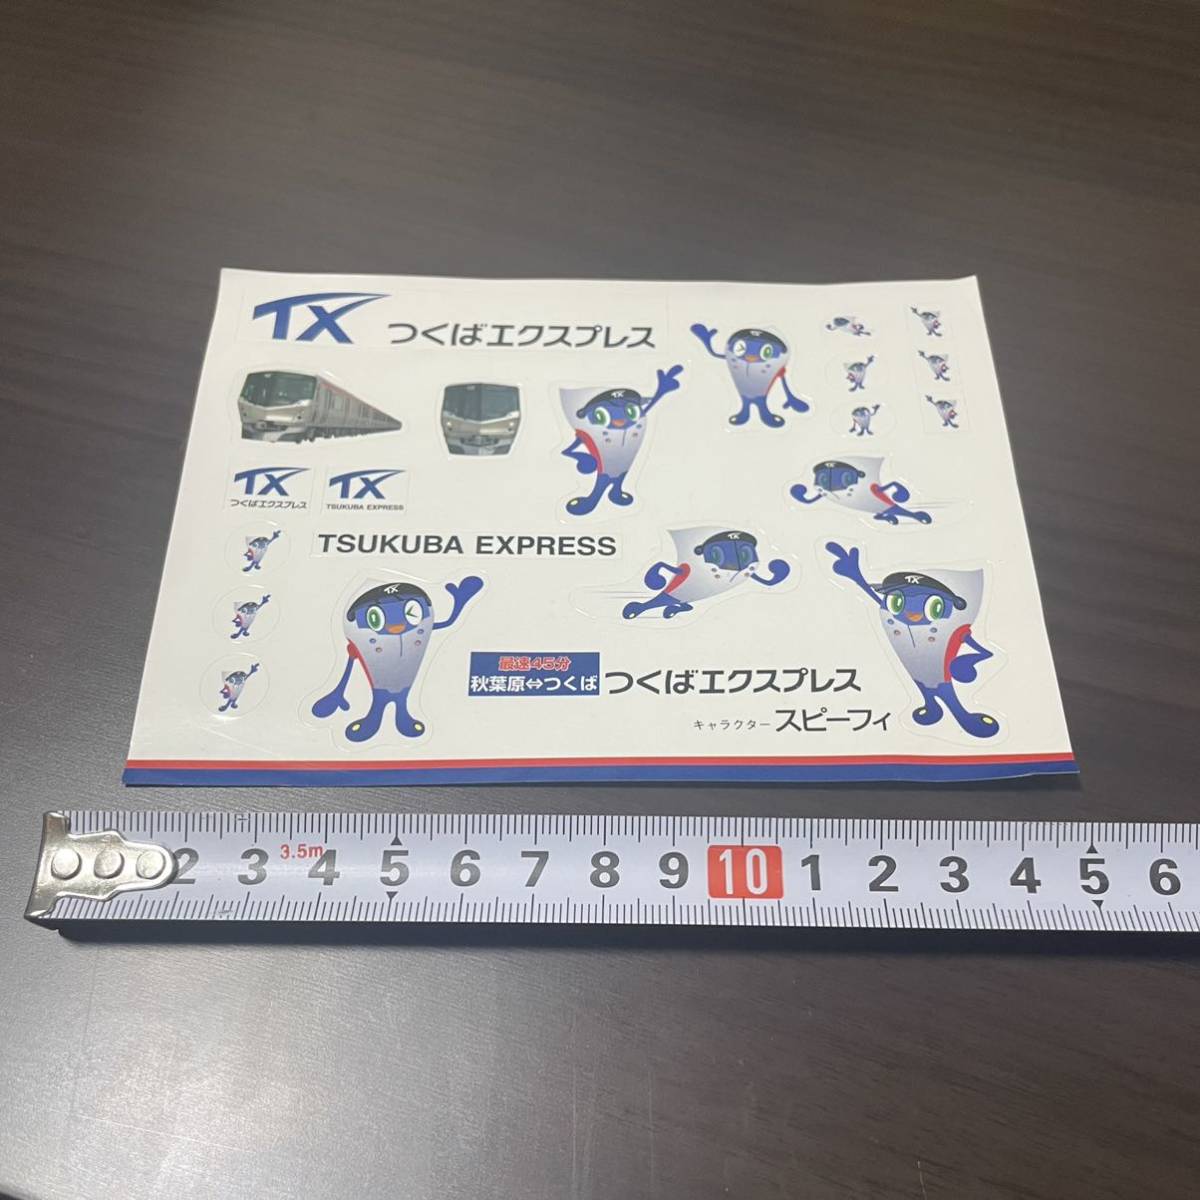 TX つくばエクスプレス
TX
TX つくばエクスプレス
TX TSUKUBA EXPRESS
TSUKUBA EXPRESS
TX
TX
TX
最速45分
秋葉原⇔つくば つくばエクスプレス
キャラクター スピーフィ
2 3 3.5m 4 5 6 7 8 9 10 1 2 3 4 5 6